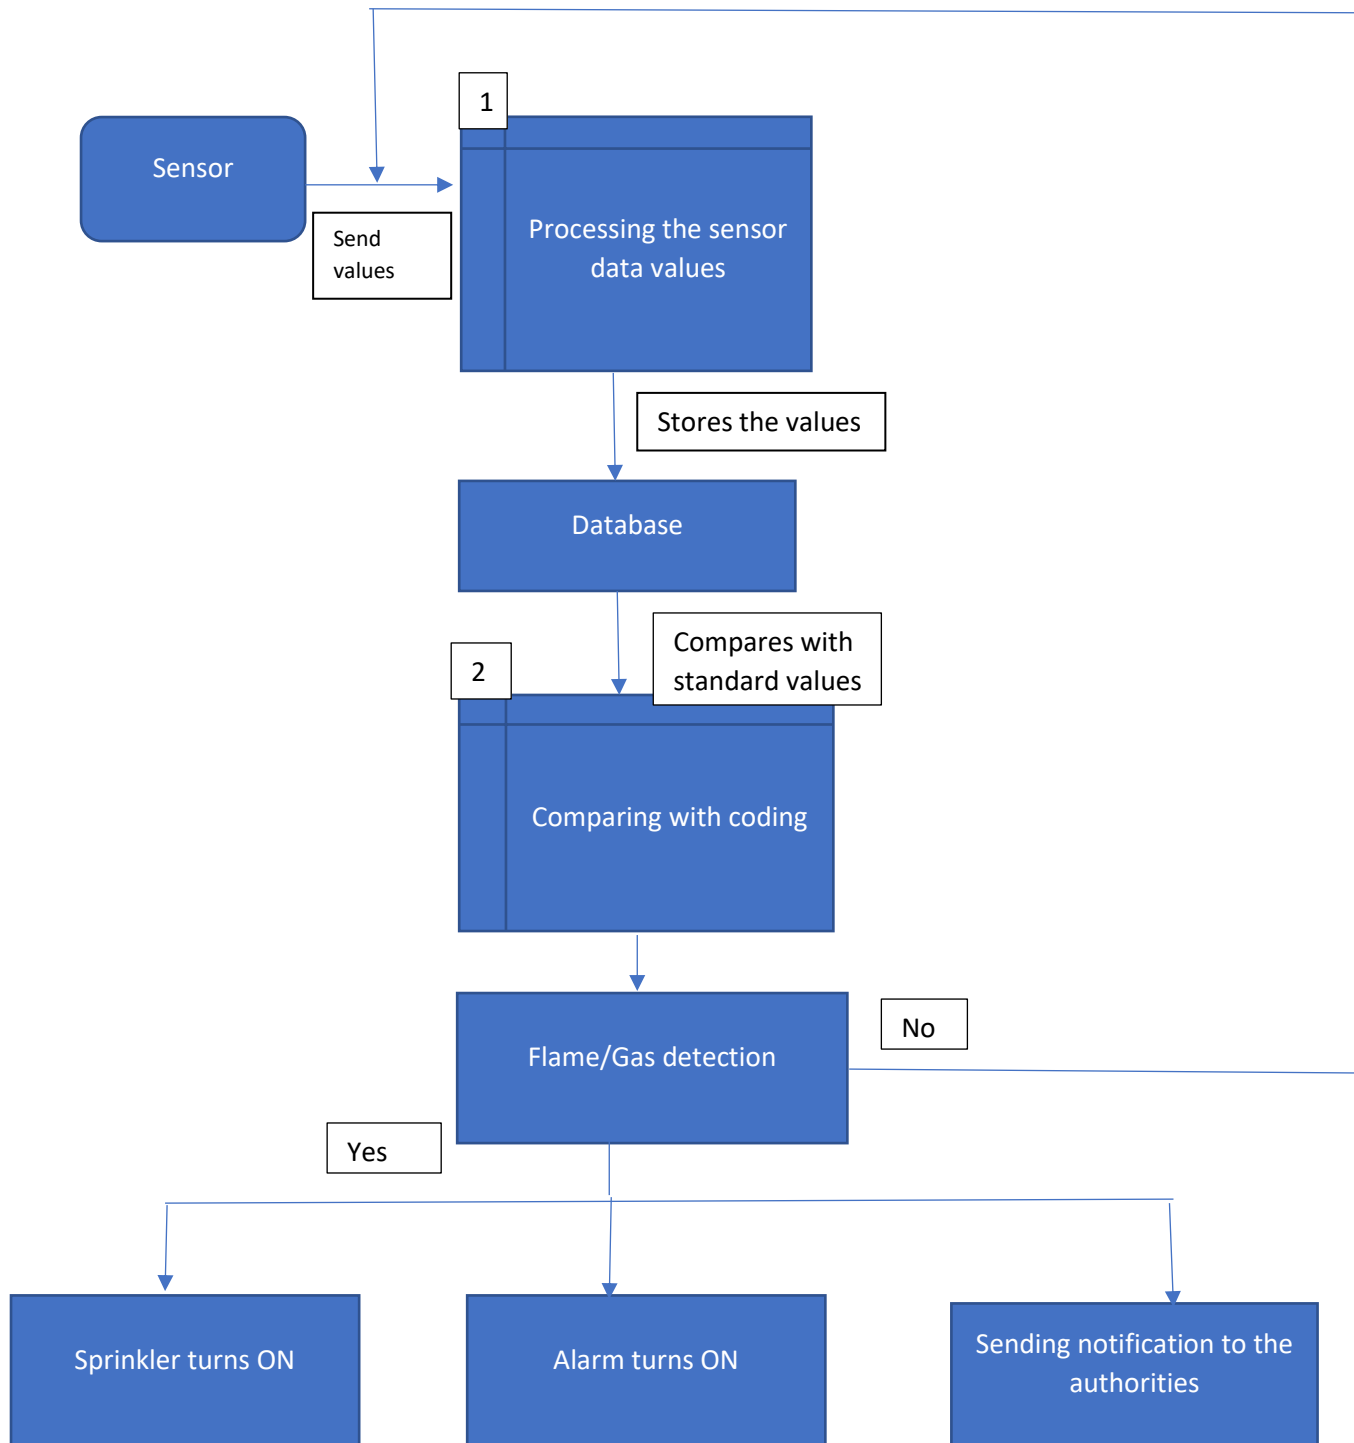 1
Sensor
Send
values
Processing the sensor
data values
Stores the values
Database
Compares with
standard values
2
Comparing with coding
Flame/Gas detection
No
Yes
Sprinkler turns ON
Alarm turns ON
Sending notification to the
authorities